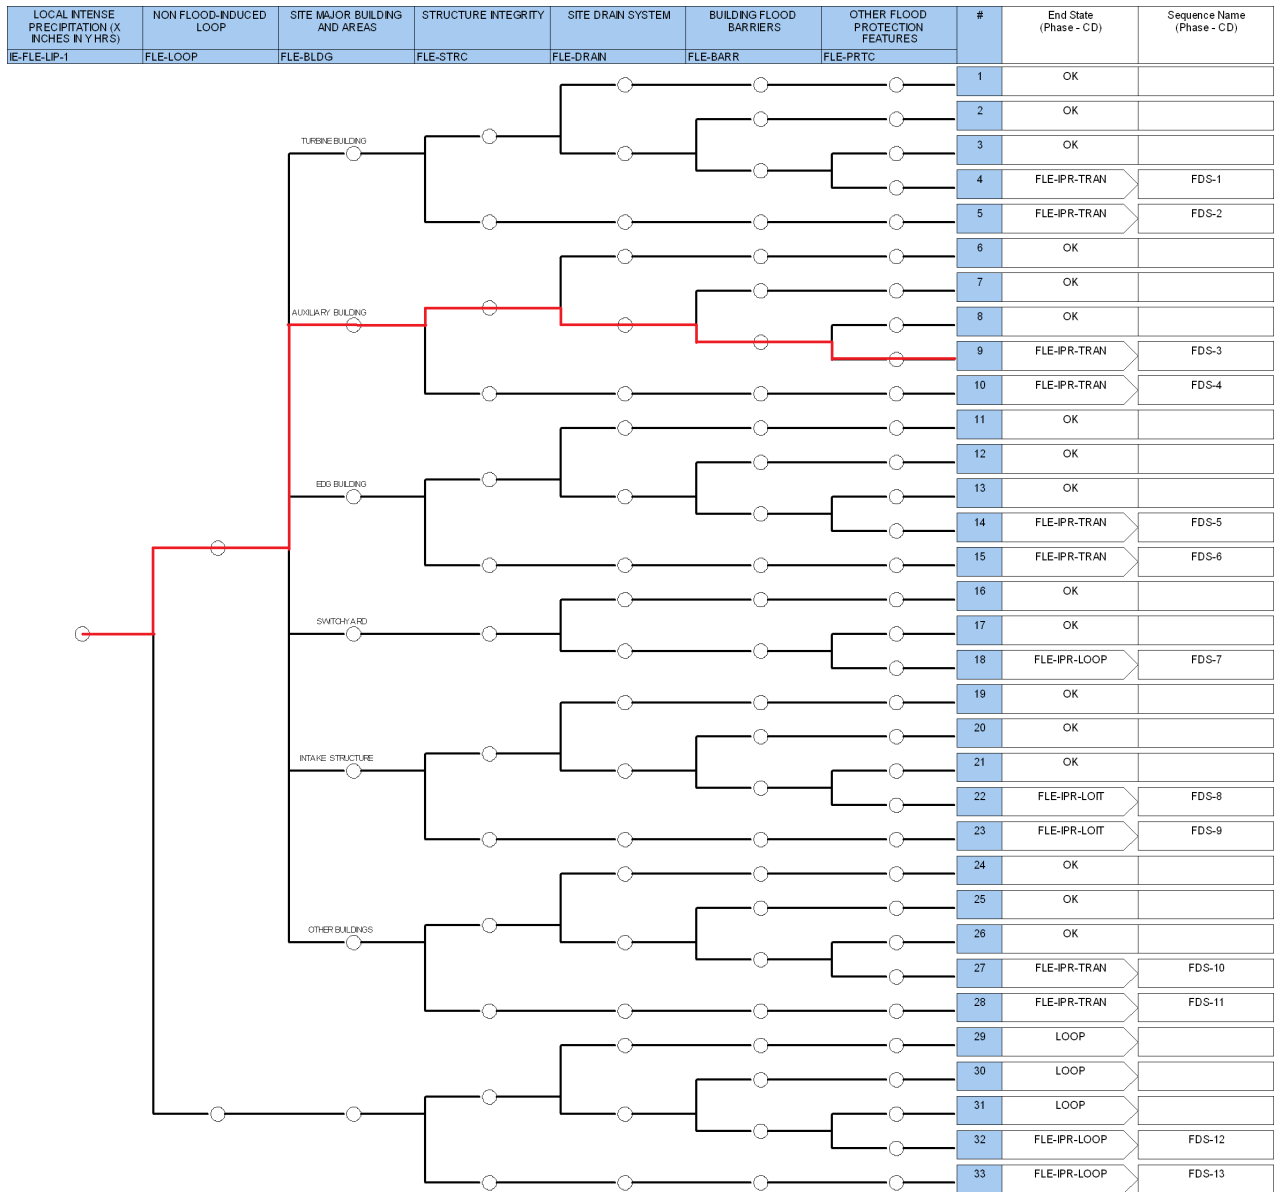 LOCAL INTENSE
PRECIPITATION (X
INCHES IN Y HRS)
NON FLOOD-INDUCED
LOOP
SITE MAJOR BUILDING
AND AREAS
STRUCTURE INTEGRITY
SITE DRAIN SYSTEM
BUILDING FLOOD
BARRIERS
OTHER FLOOD
PROTECTION
FEATURES
#
End State
(Phase - CD)
Sequence Name
(Phase - CD)
IE-FLE-LIP-1
FLE-LOOP
FLE-BLDG
FLE-STRC
FLE-DRAIN
FLE-BARR
FLE-PRTC
1 OK
2 OK
TURBINE BUILDING
3 OK
4 FLE-IPR-TRAN FDS-1
5 FLE-IPR-TRAN FDS-2
6 OK
7 OK
AUXILIARY BUILDING
8 OK
9 FLE-IPR-TRAN FDS-3
10 FLE-IPR-TRAN FDS-4
11 OK
12 OK
EDG BUILDING
13 OK
14 FLE-IPR-TRAN FDS-5
15 FLE-IPR-TRAN FDS-6
16 OK
SWITCHYARD
17 OK
18 FLE-IPR-LOOP FDS-7
19 OK
20 OK
INTAKE STRUCTURE
21 OK
22 FLE-IPR-LOIT FDS-8
23 FLE-IPR-LOIT FDS-9
24 OK
25 OK
OTHER BUILDINGS
26 OK
27 FLE-IPR-TRAN FDS-10
28 FLE-IPR-TRAN FDS-11
29 LOOP
30 LOOP
31 LOOP
32 FLE-IPR-LOOP FDS-12
33 FLE-IPR-LOOP FDS-13